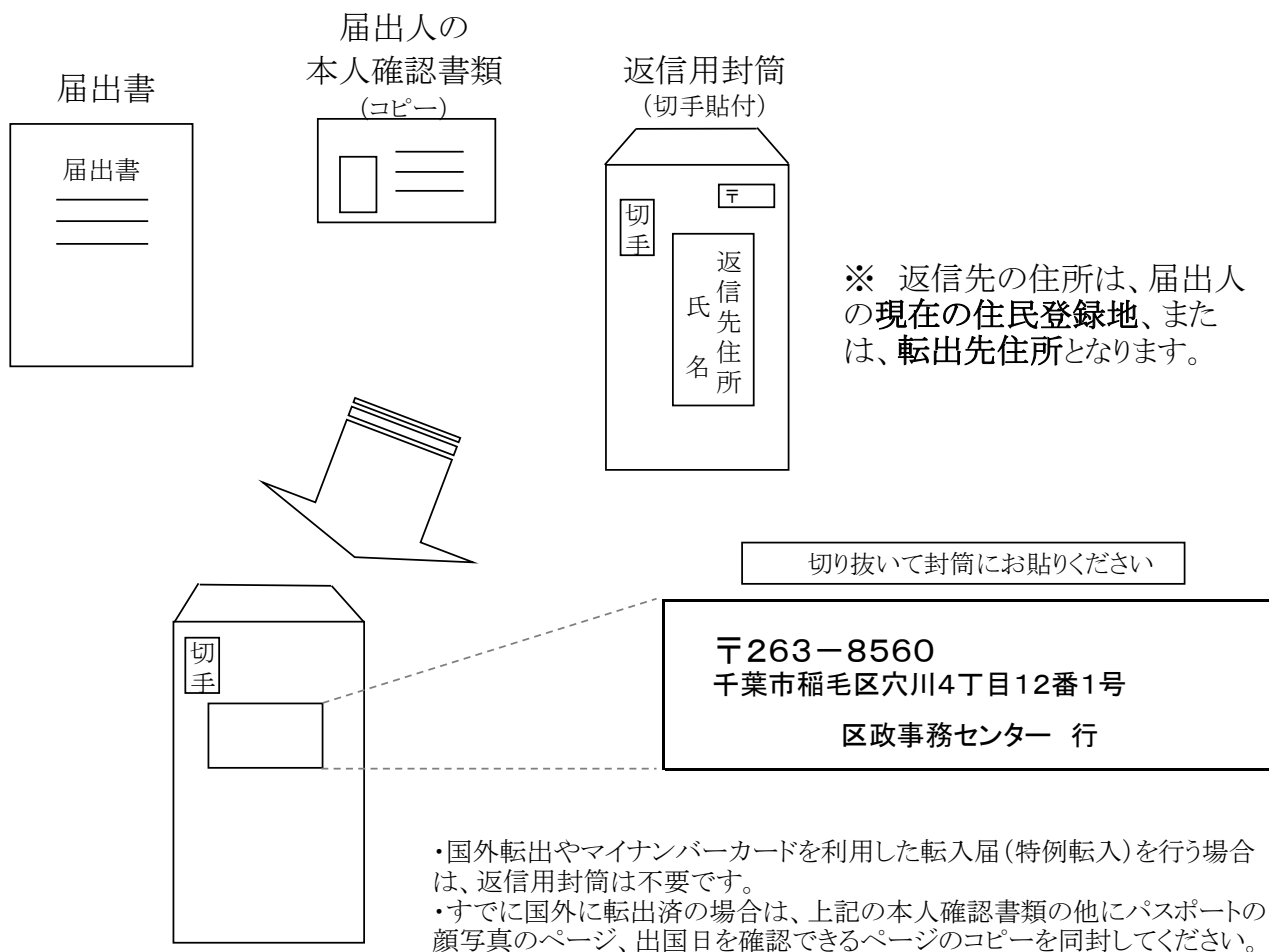 届出書
届出書
届出人の
本人確認書類
(コピー)
返信用封筒
(切手貼付)
切手
〒
返信先住所
氏名
※　返信先の住所は、届出人
の現在の住民登録地、また
は、転出先住所となります。
切り抜いて封筒にお貼りください
切手
〒263－8560
千葉市稲毛区穴川4丁目12番1号
区政事務センター　行
・国外転出やマイナンバーカードを利用した転入届(特例転入)を行う場合
は、返信用封筒は不要です。
・すでに国外に転出済の場合は、上記の本人確認書類の他にパスポートの
顔写真のページ、出国日を確認できるページのコピーを同封してください。